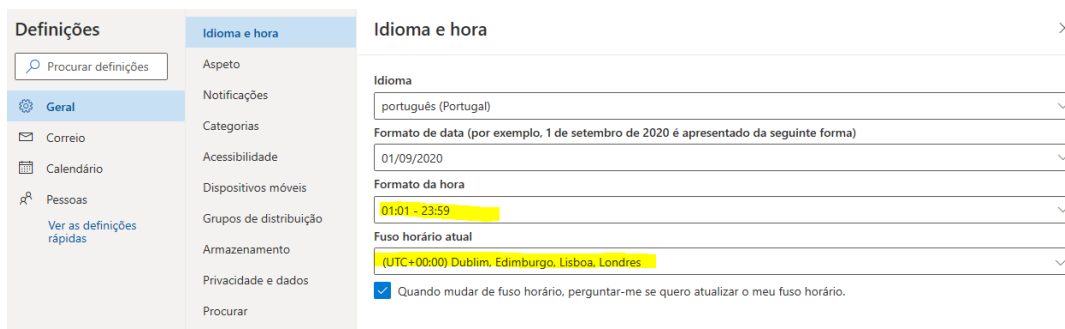 Definições
Procurar definições
Geral
Correio
Calendário
Pessoas
Ver as definições
rápidas
Idioma e hora
Aspeto
Notificações
Categorias
Acessibilidade
Dispositivos móveis
Grupos de distribuição
Armazenamento
Privacidade e dados
Procurar
Idioma e hora
Idioma
português (Portugal)
Formato de data (por exemplo, 1 de setembro de 2020 é apresentado da seguinte forma)
01/09/2020
Formato da hora
01:01 - 23:59
Fuso horário atual
(UTC+00:00) Dublim, Edimburgo, Lisboa, Londres
Quando mudar de fuso horário, perguntar-me se quero atualizar o meu fuso horário.